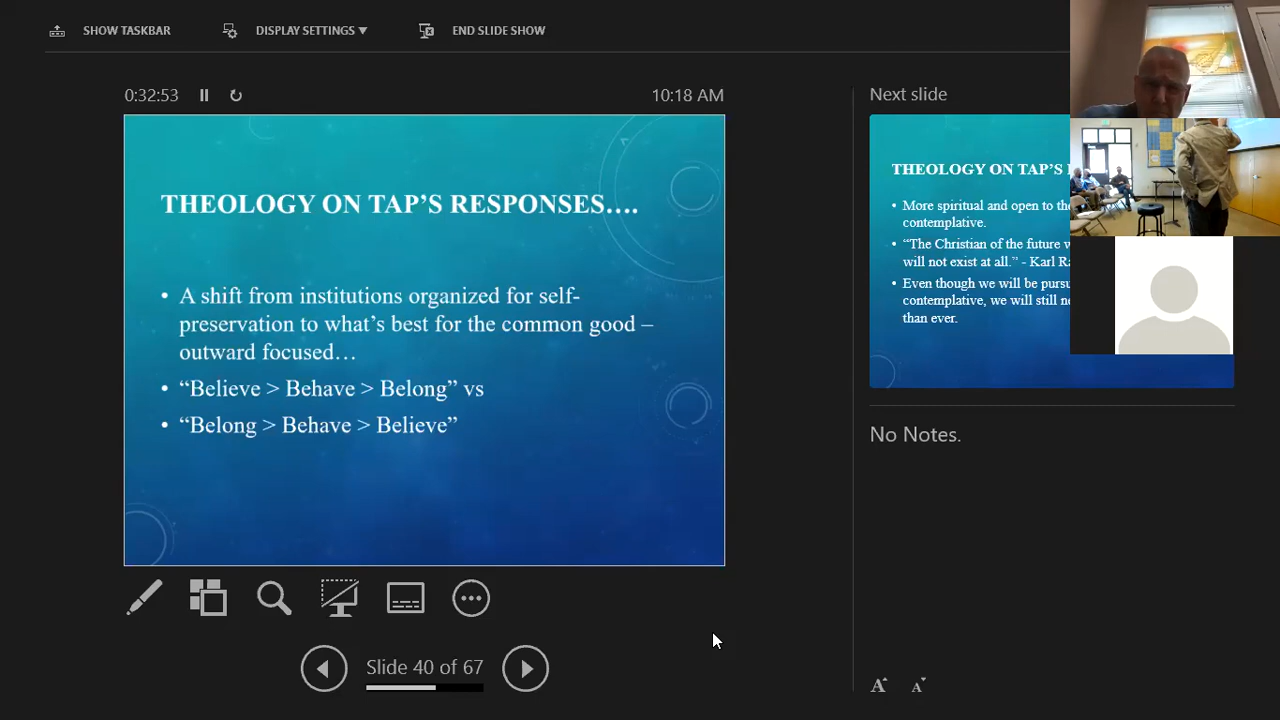 SHOW TASKBAR
DISPLAY SETTINGS ▼
END SLIDE SHOW
0:32:53
10:18 AM
THEOLOGY ON TAP’S RESPONSES….
• A shift from institutions organized for self-
preservation to what’s best for the common good –
outward focused…
• “Believe > Behave > Belong” vs
• “Belong > Behave > Believe”
Slide 40 of 67
Next slide
THEOLOGY ON TAP’S
• More spiritual and open to
contemplative.
• “The Christian of the future
will not exist at all.” - Karl
• Even though we will be
contemplative, we will still
than ever.
No Notes.
A A